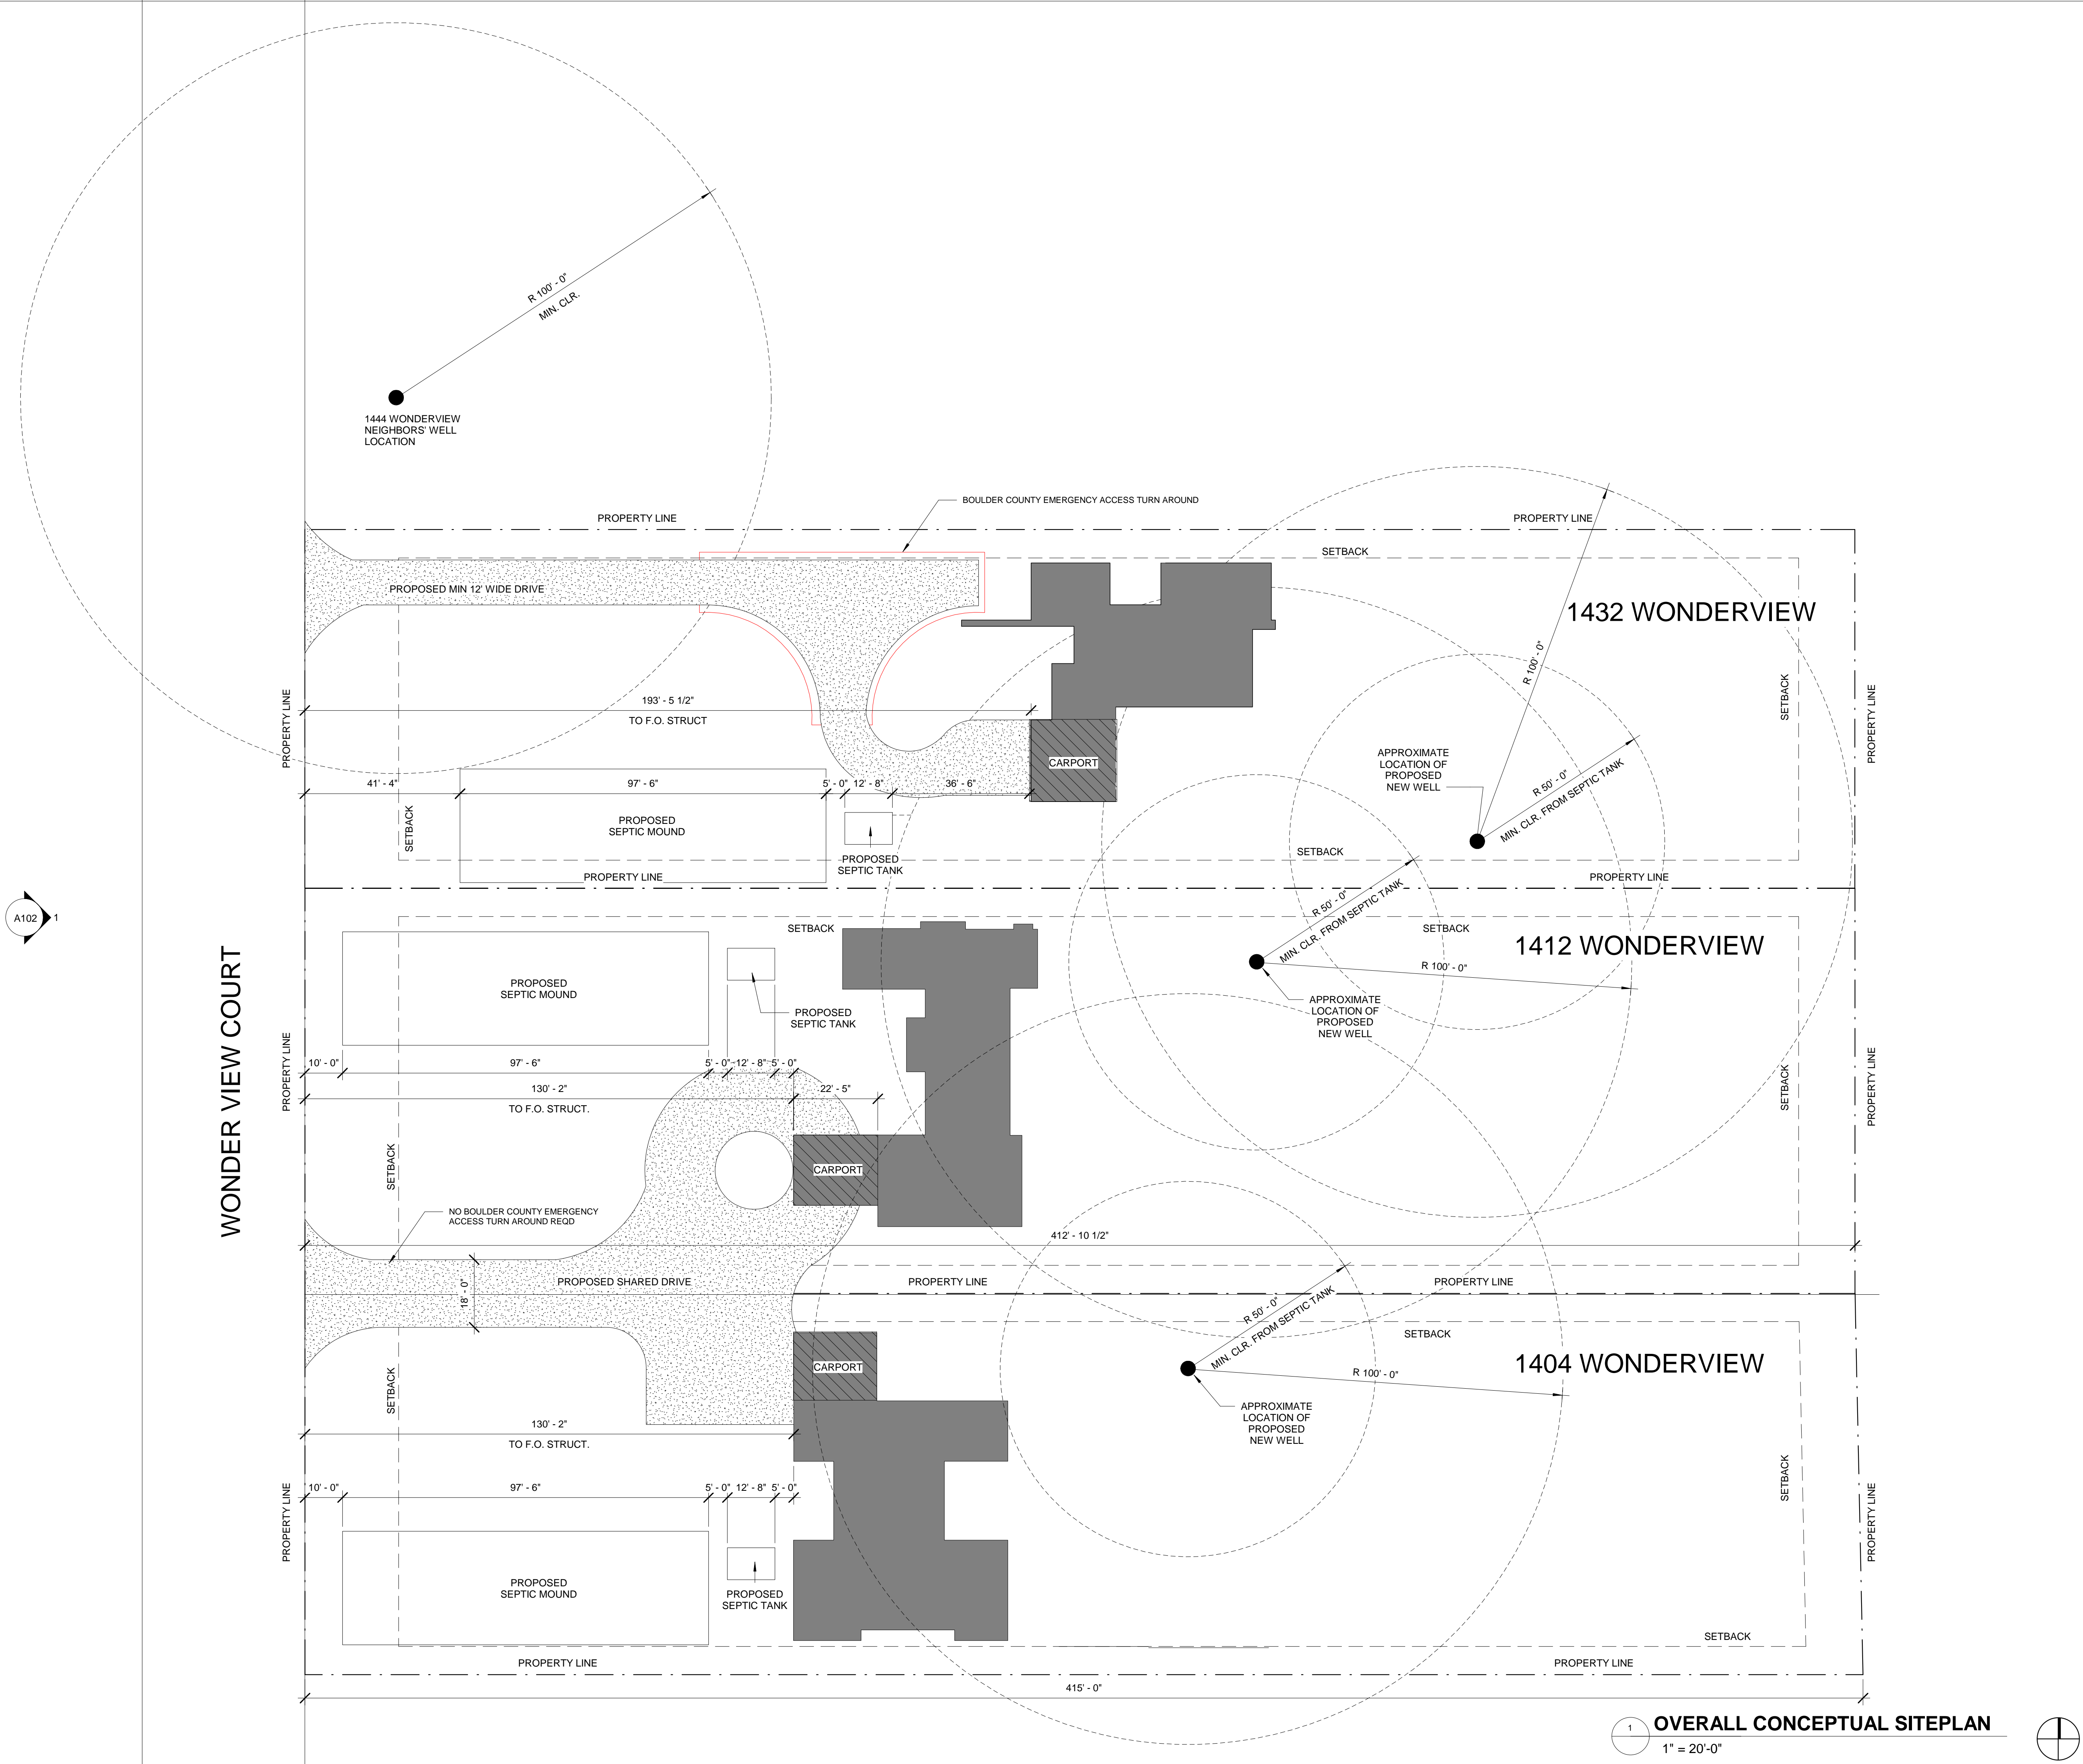 R 100' - 0"
MIN. CLR.
1444 WONDERVIEW
NEIGHBORS' WELL
LOCATION
BOULDER COUNTY EMERGENCY ACCESS TURN AROUND
PROPERTY LINE
PROPERTY LINE
SETBACK
PROPOSED MIN 12' WIDE DRIVE
1432 WONDERVIEW
R 100' - 0"
PROPERTY LINE
193' - 5 1/2"
TO F.O. STRUCT
SETBACK
PROPERTY LINE
CARPORT
APPROXIMATE
LOCATION OF
PROPOSED
NEW WELL
R 50' - 0"
MIN. CLR. FROM SEPTIC TANK
41' - 4"
97' - 6"
5' - 0"
12' - 8"
36' - 6"
SETBACK
PROPOSED
SEPTIC MOUND
PROPOSED
SEPTIC TANK
SETBACK
PROPERTY LINE
PROPERTY LINE
A102
1
WONDER VIEW COURT
SETBACK
R 50' - 0"
MIN. CLR. FROM SEPTIC TANK
SETBACK
1412 WONDERVIEW
R 100' - 0"
PROPOSED
SEPTIC MOUND
PROPOSED
SEPTIC TANK
APPROXIMATE
LOCATION OF
PROPOSED
NEW WELL
PROPERTY LINE
10' - 0"
97' - 6"
5' - 0"
12' - 8"
5' - 0"
130' - 2"
TO F.O. STRUCT.
22' - 5"
SETBACK
PROPERTY LINE
SETBACK
CARPORT
NO BOULDER COUNTY EMERGENCY
ACCESS TURN AROUND REQD
412' - 10 1/2"
18' - 0"
PROPOSED SHARED DRIVE
PROPERTY LINE
PROPERTY LINE
R 50' - 0"
MIN. CLR. FROM SEPTIC TANK
SETBACK
1404 WONDERVIEW
R 100' - 0"
CARPORT
SETBACK
APPROXIMATE
LOCATION OF
PROPOSED
NEW WELL
130' - 2"
TO F.O. STRUCT.
PROPERTY LINE
10' - 0"
97' - 6"
5' - 0"
12' - 8"
5' - 0"
SETBACK
PROPERTY LINE
PROPOSED
SEPTIC MOUND
PROPOSED
SEPTIC TANK
SETBACK
PROPERTY LINE
PROPERTY LINE
415' - 0"
1
OVERALL CONCEPTUAL SITEPLAN
1" = 20'-0"